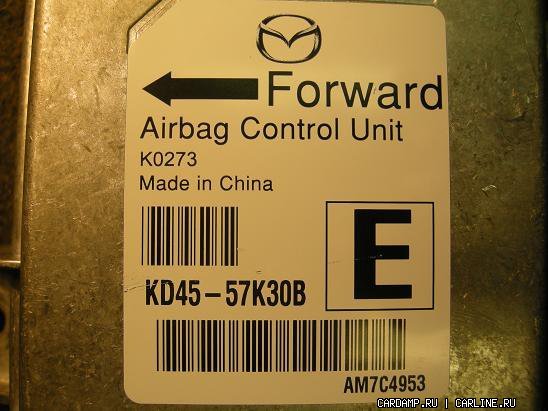 Forward
Airbag Control Unit
K0273
Made in China
E
KD45-57K30B
AM7C4953
CARDAMP.RU | CARLINE.RU